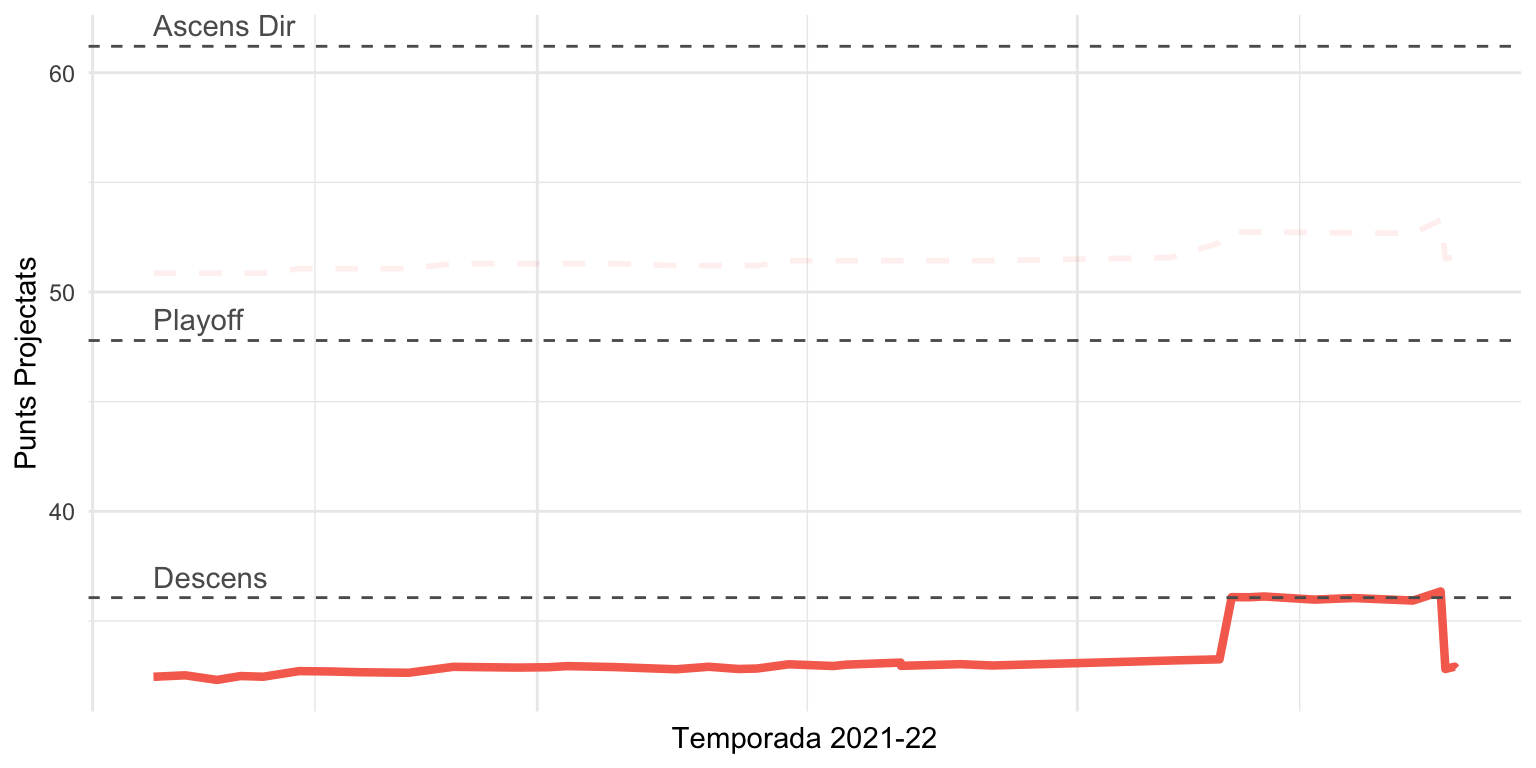 Ascens Dir
60
50
Playoff
Punts Projectats
40
Descens
Temporada 2021-22